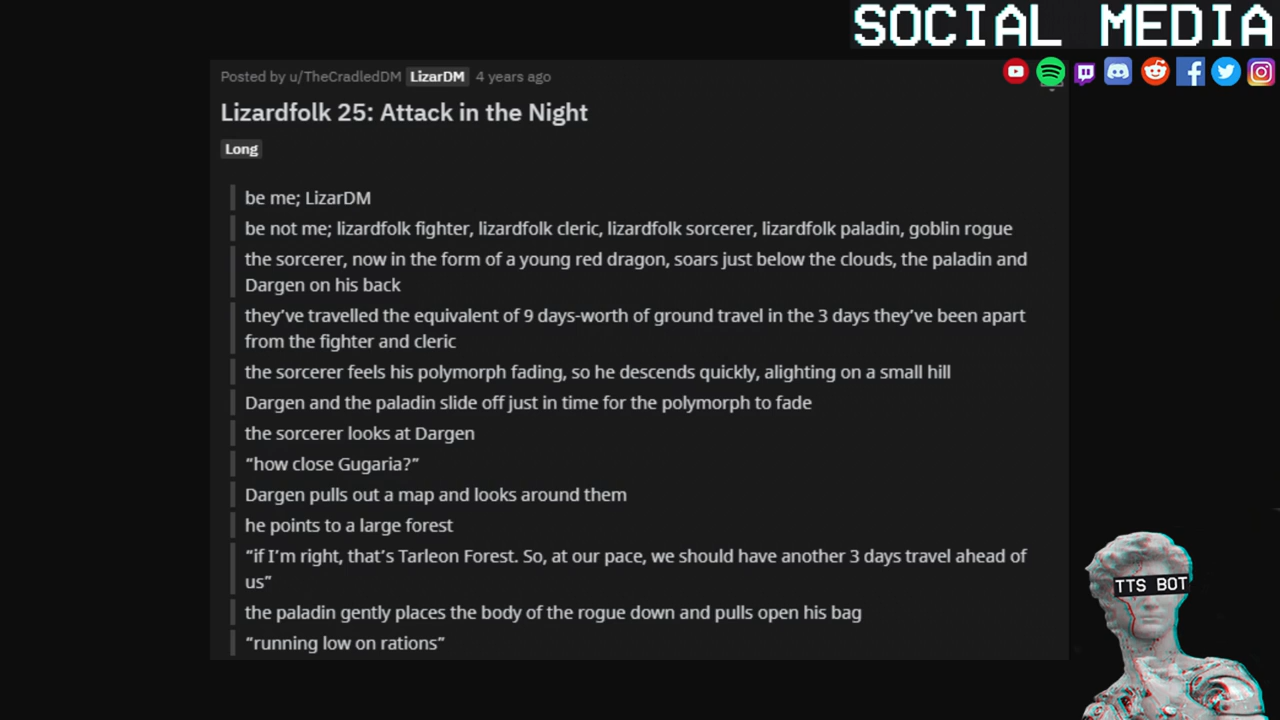 SOCIAL MEDIA
Posted by u/TheCradledDM LizarDM 4 years ago
Lizardfolk 25: Attack in the Night
Long
be me; LizarDM
be not me; lizardfolk fighter, lizardfolk cleric, lizardfolk sorcerer, lizardfolk paladin, goblin rogue
the sorcerer, now in the form of a young red dragon, soars just below the clouds, the paladin and
Dargen on his back
they’ve travelled the equivalent of 9 days-worth of ground travel in the 3 days they’ve been apart
from the fighter and cleric
the sorcerer feels his polymorph fading, so he descends quickly, alighting on a small hill
Dargen and the paladin slide off just in time for the polymorph to fade
the sorcerer looks at Dargen
“how close Gugaria?”
Dargen pulls out a map and looks around them
he points to a large forest
“if I’m right, that’s Tarleon Forest. So, at our pace, we should have another 3 days travel ahead of
us”
the paladin gently places the body of the rogue down and pulls open his bag
“running low on rations”
TTS BOT